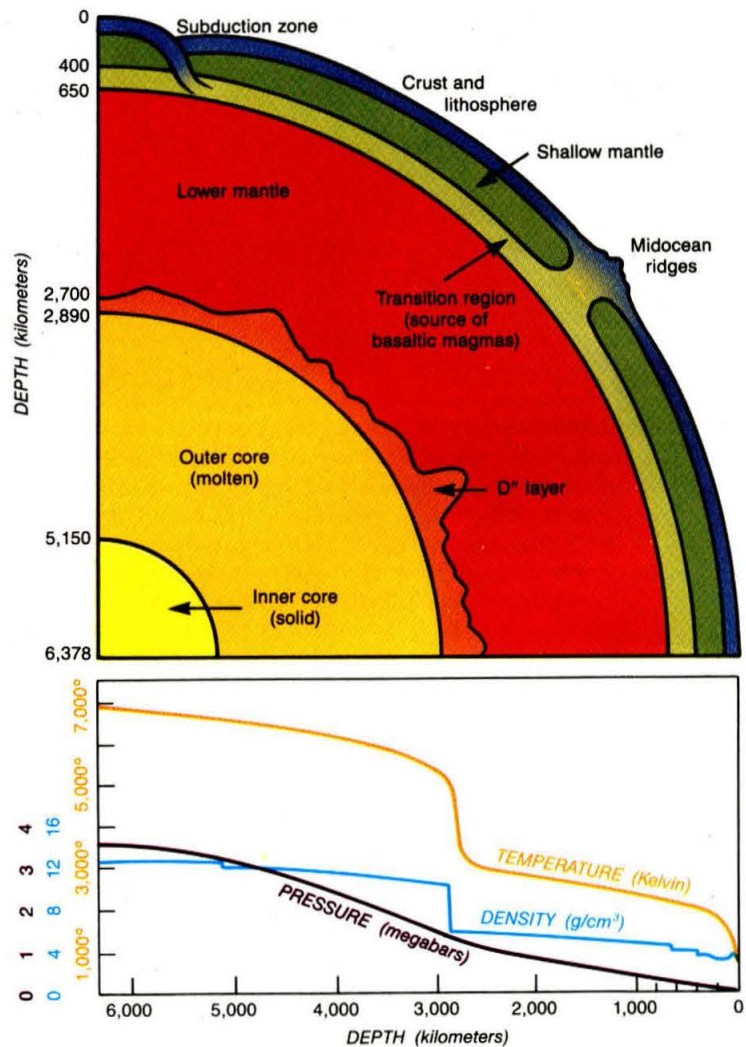 0
400
650
2,700
2,890
5,150
6,378
DEPTH (kilometers)
Subduction zone
Crust and
lithosphere
Shallow mantle
Lower mantle
Midocean
ridges
Transition region
(source of
basaltic magmas)
Outer core
(molten)
D" layer
Inner core
(solid)
7,000°
5,000°
3,000°
1,000°
16
12
8
4
0
4
3
2
1
0
TEMPERATURE (Kelvin)
DENSITY (g/cm³)
PRESSURE (megabars)
6,000
5,000
4,000
3,000
2,000
1,000
0
DEPTH (kilometers)